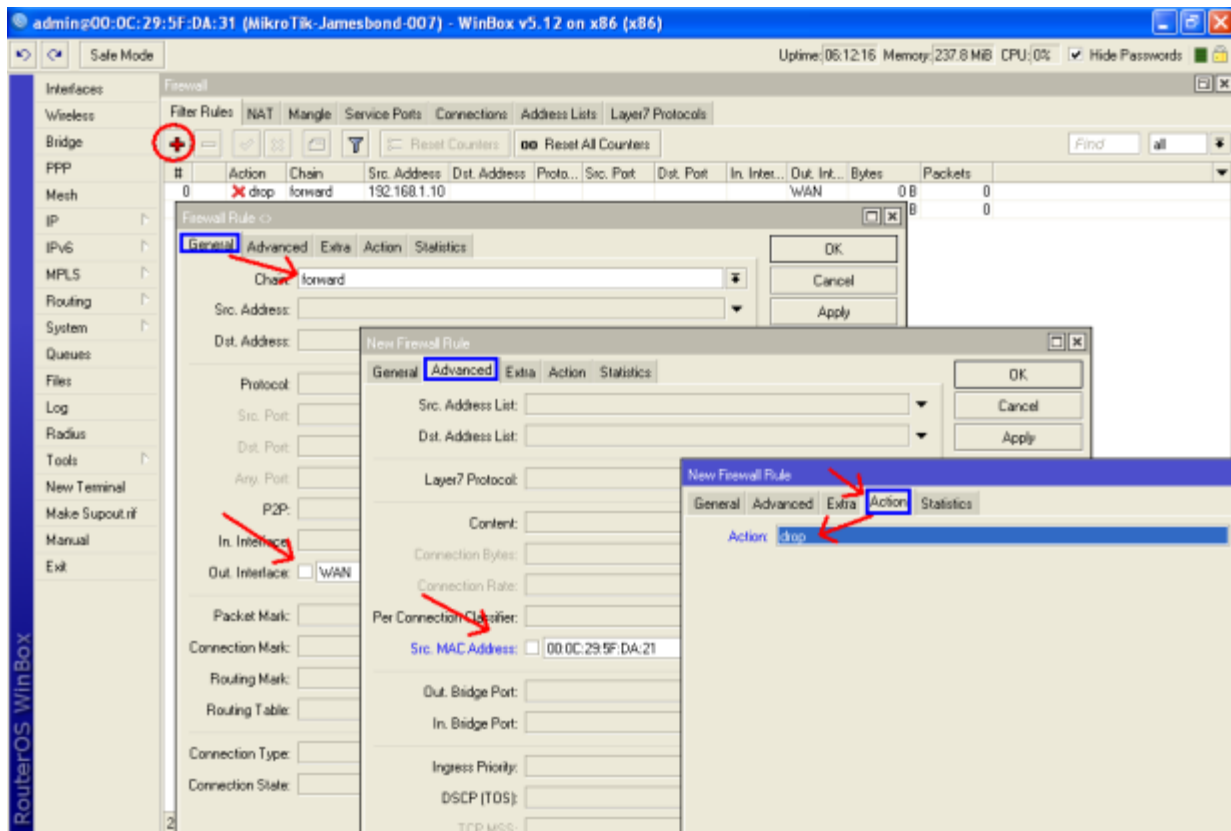 admin@00:0C:29:5F:DA:31 (MikroTik-Jamesbond-007) - WinBox v5.12 on x86 (x86)
Safe Mode Uptime: 06:12:16 Memory: 237.8 MiB CPU: 0% Hide Passwords
Interfaces
Wireless
Bridge
PPP
Mesh
IP
IPv6
MPLS
Routing
System
Queues
Files
Log
Radius
Tools
New Terminal
Make Supout.rif
Manual
Exit
RouterOS WinBox
Firewall
Filter Rules NAT Mangle Service Ports Connections Address Lists Layer7 Protocols
Reset Counters 00 Reset All Counters Find all
# Action Chain Src. Address Dst. Address Proto... Src. Port Dst. Port In. Inter... Out. Int... Bytes Packets
0 drop forward 192.168.1.10 WAN 0 B 0
B 0
2
Firewall Rule <>
General Advanced Extra Action Statistics
OK
Cancel
Apply
Chain: forward
Src. Address:
Dst. Address:
Protocol:
Src. Port:
Dst. Port:
Any. Port:
P2P:
In. Interface:
Out. Interface: WAN
Packet Mark:
Connection Mark:
Routing Mark:
Routing Table:
Connection Type:
Connection State:
New Firewall Rule
General Advanced Extra Action Statistics
OK
Cancel
Apply
Src. Address List:
Dst. Address List:
Layer7 Protocol:
Content:
Connection Bytes:
Connection Rate:
Per Connection Classifier:
Src. MAC Address: 00:0C:29:5F:DA:21
Out. Bridge Port:
In. Bridge Port:
Ingress Priority:
DSCP (TOS):
TCP MSS:
New Firewall Rule
General Advanced Extra Action Statistics
Action: drop